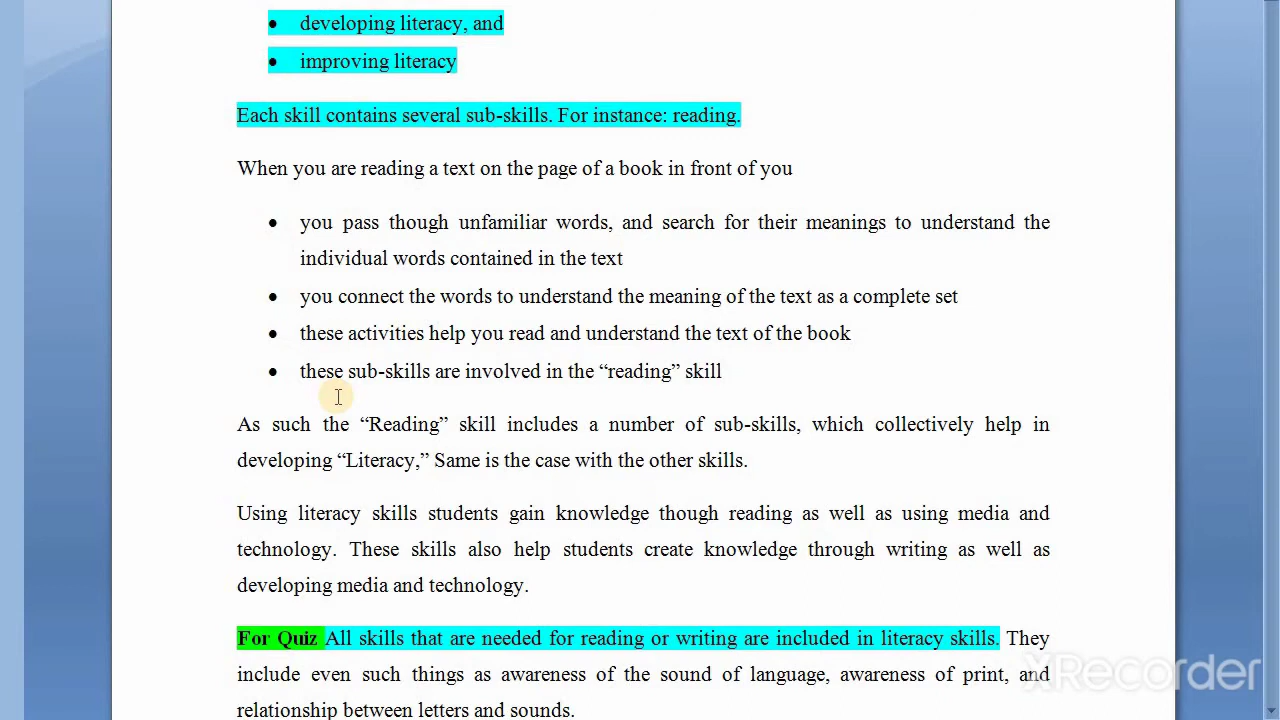 • developing literacy, and
• improving literacy
Each skill contains several sub-skills. For instance: reading.
When you are reading a text on the page of a book in front of you
• you pass though unfamiliar words, and search for their meanings to understand the
individual words contained in the text
• you connect the words to understand the meaning of the text as a complete set
• these activities help you read and understand the text of the book
• these sub-skills are involved in the “reading” skill
As such the “Reading” skill includes a number of sub-skills, which collectively help in
developing “Literacy,” Same is the case with the other skills.
Using literacy skills students gain knowledge though reading as well as using media and
technology. These skills also help students create knowledge through writing as well as
developing media and technology.
For Quiz All skills that are needed for reading or writing are included in literacy skills. They
include even such things as awareness of the sound of language, awareness of print, and
relationship between letters and sounds.
XRecorder